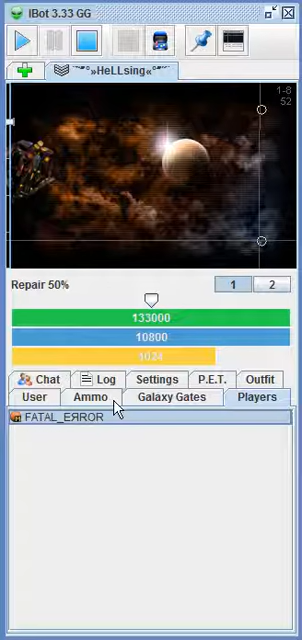 IBot 3.33 GG
˜"°º»HeLLsing«º°"˜
1-8
52
Repair 50%
1
2
133000
10800
1024
Chat
Log
Settings
P.E.T.
Outfit
User
Ammo
Galaxy Gates
Players
FATAL_EЯROR